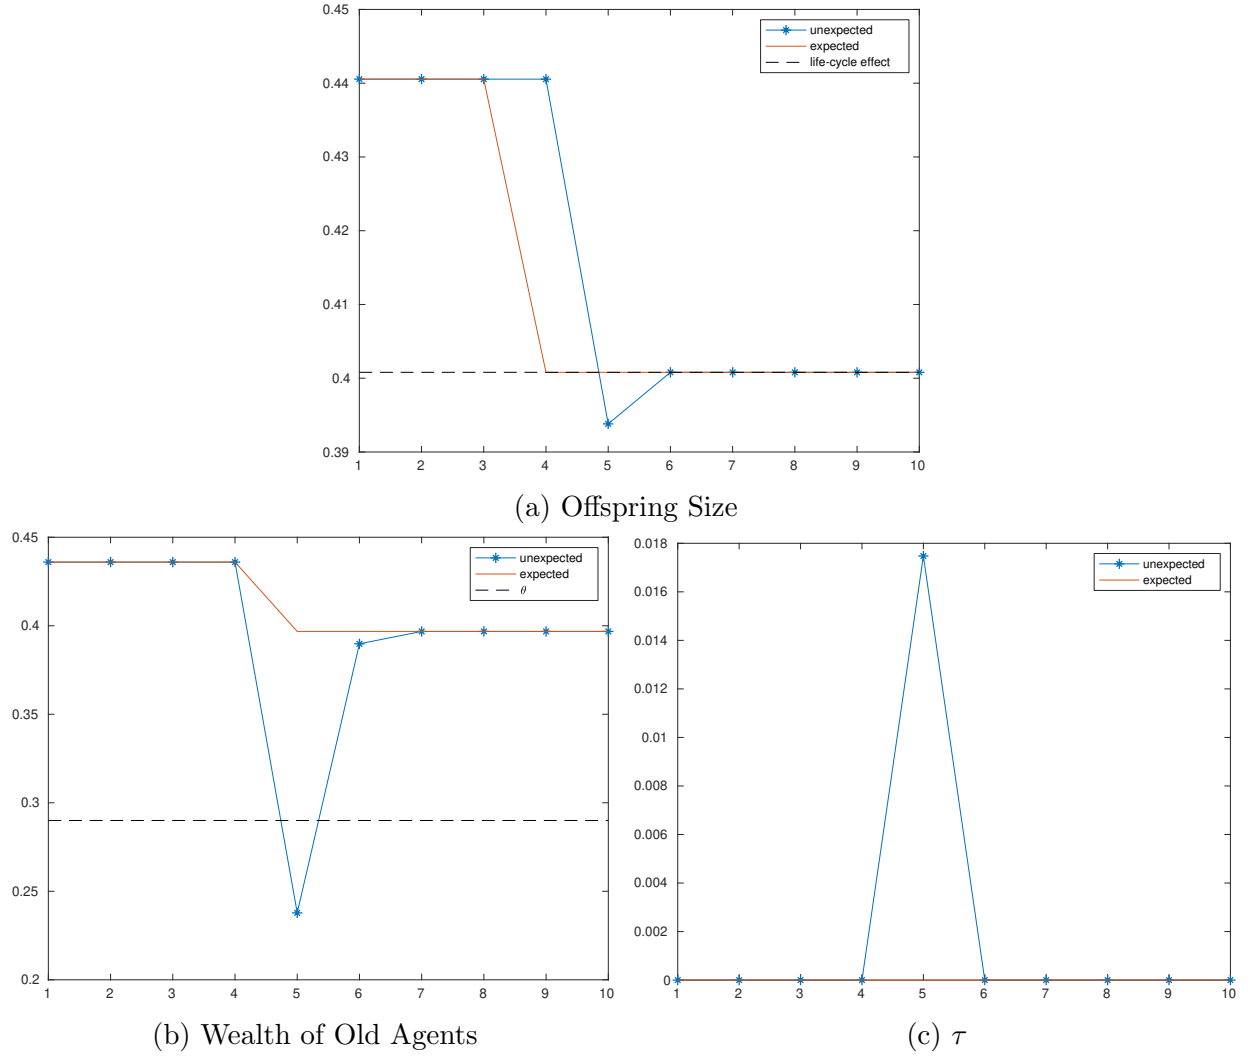 0.45
unexpected
expected
life-cycle effect
0.44
0.43
0.42
0.41
0.4
0.39
1 2 3 4 5 6 7 8 9 10
(a) Offspring Size
0.45
unexpected
expected
θ
0.4
0.35
0.3
0.25
0.2
1 2 3 4 5 6 7 8 9 10
(b) Wealth of Old Agents
0.018
unexpected
expected
0.016
0.014
0.012
0.01
0.008
0.006
0.004
0.002
0
1 2 3 4 5 6 7 8 9 10
(c) τ